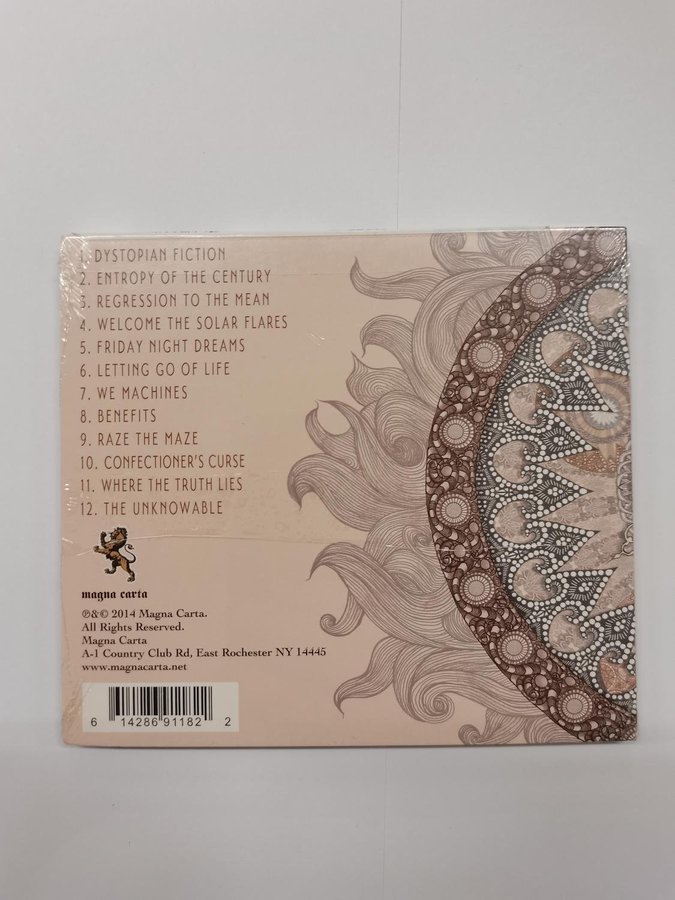 1. DYSTOPIAN FICTION
2. ENTROPY OF THE CENTURY
3. REGRESSION TO THE MEAN
4. WELCOME THE SOLAR FLARES
5. FRIDAY NIGHT DREAMS
6. LETTING GO OF LIFE
7. WE MACHINES
8. BENEFITS
9. RAZE THE MAZE
10. CONFECTIONER'S CURSE
11. WHERE THE TRUTH LIES
12. THE UNKNOWABLE
magna carta
℗&© 2014 Magna Carta.
All Rights Reserved.
Magna Carta
A-1 Country Club Rd, East Rochester NY 14445
www.magnacarta.net
6 14286 91182 2